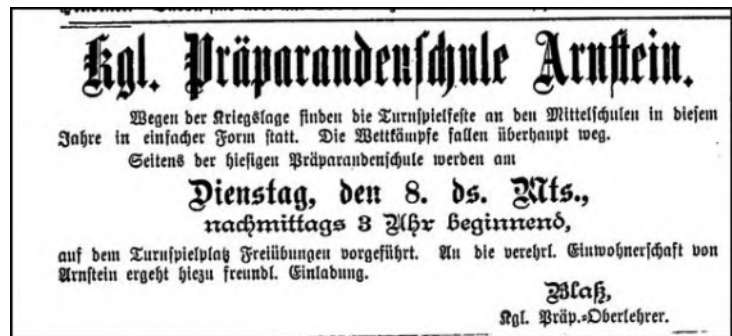 Kgl. Präparandenschule Arnstein.
Wegen der Kriegslage finden die Turnspielfeste an den Mittelschulen in diesem
Jahre in einfacher Form statt. Die Wettkämpfe fallen überhaupt weg.
Seitens der hiesigen Präparandenschule werden am
Dienstag, den 8. ds. Mts.,
nachmittags 3 Uhr beginnend,
auf dem Turnspielplatz Freiübungen vorgeführt. An die verehrl. Einwohnerschaft von
Arnstein ergeht hiezu freundl. Einladung.
Blaß,
Kgl. Präp.-Oberlehrer.